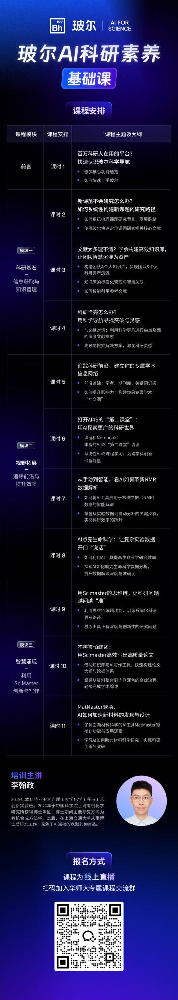 107
Bh
玻尔
AI FOR
SCIENCE
玻尔AI科研素养
基础课
课程安排
课程模块
课程安排
课程主题及大纲
前言
课时 1
百万科研人在用的平台?
快速认识玻尔科学导航
玻尔核心功能速览
如何快速上手玻尔
模块一
科研基石
–
信息获取与
知识管理
课时 2
新课题不会研究怎么办?
如何系统性构建新课题的研究路径
如何系统梳理课题研究背景、发展脉络
使用玻尔快速定位课题研究相关核心文献
课时 3
文献太多理不清？学会构建高效知识库，
让团队智慧沉淀为资产
构建团队&个人知识库，实现团队&个人
科研资产沉淀
知识库的标签化管理与智能关联
如何智能引用参考文献
课时 4
科研卡壳怎么办?
用科学导航寻找突破与灵感
与文献对话：利用科学导航进行由点及面
的深度文献探索
高效地挖掘解决方案，激发科研灵感
模块二
视野拓展
–
追踪前沿与
提升效率
课时 5
追踪科研前沿，建立你的专属学术
信息网络
前沿追踪：学者、期刊库、关键词订阅
如何提升影响力：构建你的专属学术
“社交圈”
课时 6
打开AI4S的“第二课堂”：
用AI探索更广的科研世界
课程和Notebook：
丰富的AI4S“第二课堂”资源
系统性AI4S课程学习，为跨学科创新
储备能量
课时 7
从手动到智能，看AI如何革新NMR
数据解析
如何将AI工具应用于核磁共振（NMR）
数据的智能解谱
掌握从实验数据到自动分析的关键步骤，
实现科研效率的跃升
课时 8
AI点亮生命科学：让复杂实验数据
开口“说话”
如何利用AI工具提高生命科学研究效率
探索AI如何助力生命科学数据分析，
提升数据解读深度与准确度
模块三
智慧涌现
–
利用
SciMaster
创新与写作
课时 9
用Scimaster的思维链，让科研问题
越问越“准”
利用思维链编辑功能，训练系统化科研
思考路径
凝练出真正有深度与创新性的研究问题
课时 10
不再害怕综述：
用Scimaster高效写出高质量论文
借助知识库与AI写作工具，快速构建论文
大纲与论据体系
掌握从资料整合到内容润色的高效流程，
轻松完成学术综述
课时 11
MatMaster登场：
AI如何加速新材料的发现与设计
了解面向材料科学的AI工具MatMaster的
核心功能与应用逻辑
学习AI如何助力材料科学研究，实现科研
创新与突破
培训主讲
李翰政
2019年本科毕业于大连理工大学化学工程与工艺
创新实验班。2024年于中国科学院上海有机化学
研究所获得博士学位，博士期间主要研究方向为
有机合成方法学。此后，在上海交通大学从事博
士后研究工作，聚焦于AI驱动的表型药物筛选。
报名方式
课程为 线上直播
扫码加入华师大专属课程交流群